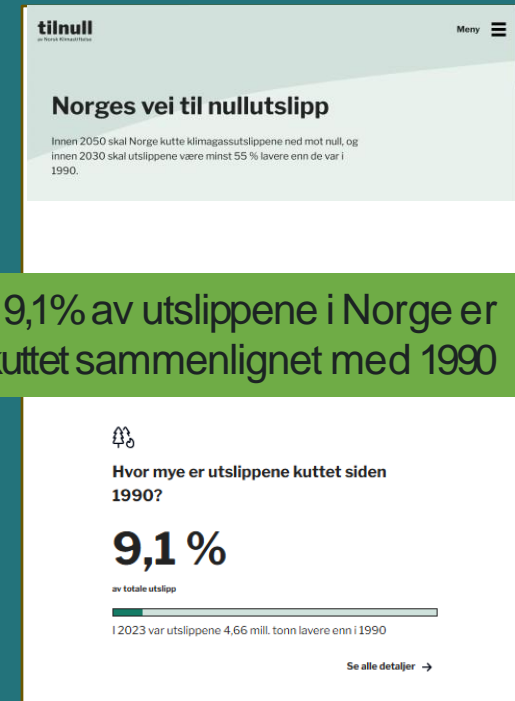 tilnull
av Norsk Klimastiftelse
Meny
Norges vei til nullutslipp
Innen 2050 skal Norge kutte klimagassutslippene ned mot null, og
innen 2030 skal utslippene være minst 55 % lavere enn de var i
1990.
9,1% av utslippene i Norge er
kuttet sammenlignet med 1990
Hvor mye er utslippene kuttet siden
1990?
9,1 %
av totale utslipp
I 2023 var utslippene 4,66 mill. tonn lavere enn i 1990
Se alle detaljer →